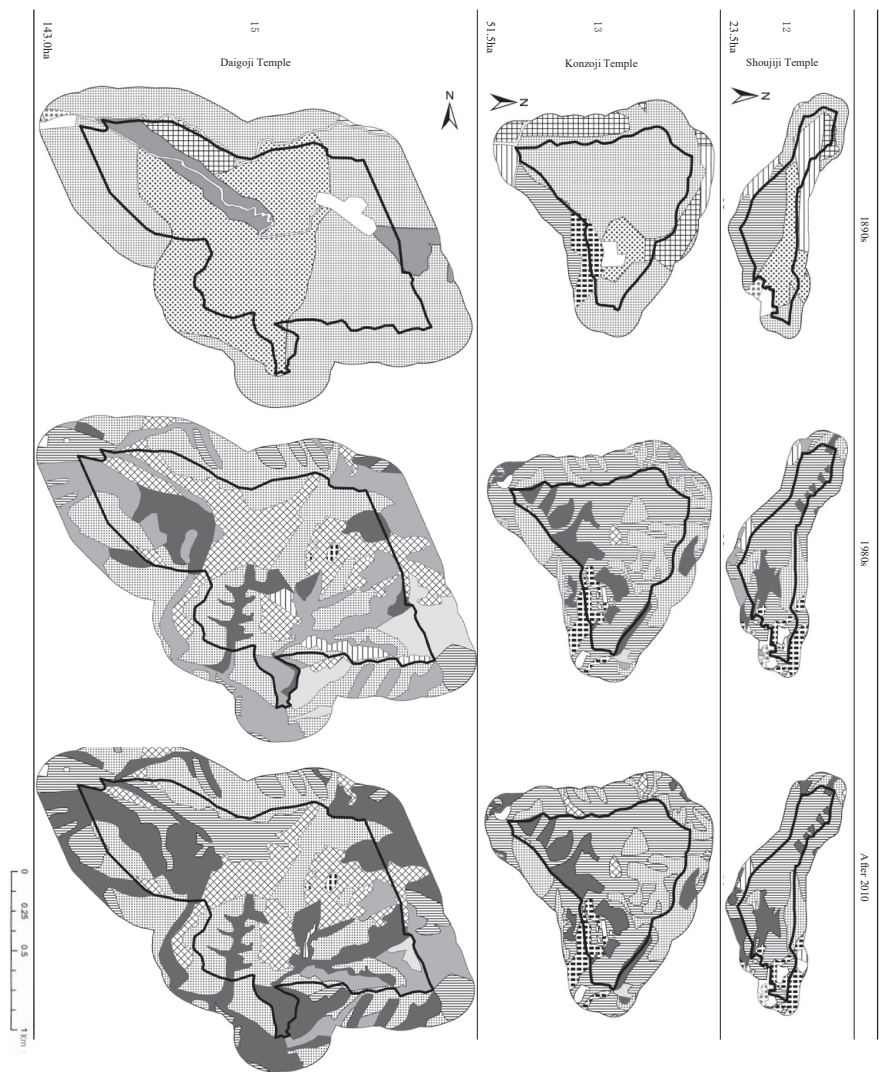 1890s
1980s
After 2010
12
Shoujiji Temple
N
23.5ha
13
Konzoji Temple
N
51.5ha
15
Daigoji Temple
N
143.0ha
0 0.25 0.5 1 Km